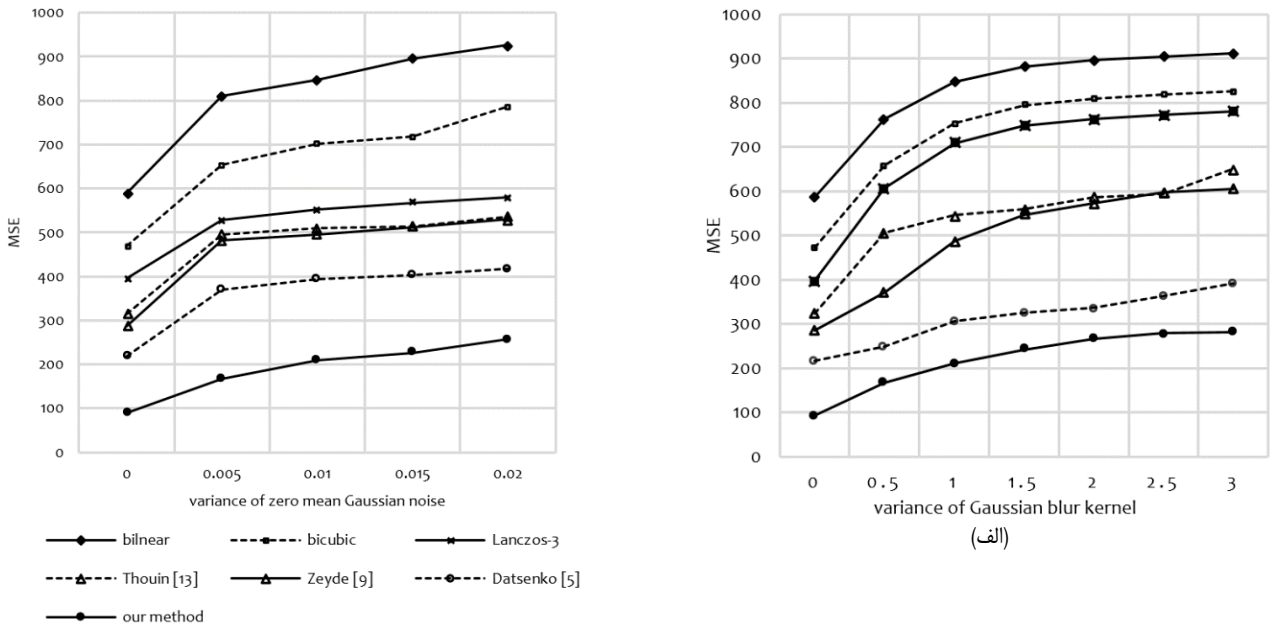 1000
900
800
700
600
500
400
300
200
100
0
MSE
0 0.005 0.01 0.015 0.02
variance of zero mean Gaussian noise
bilnear bicubic Lanczos-3
Thouin [13] Zeyde [9] Datsenko [5]
our method
1000
900
800
700
600
500
400
300
200
100
0
MSE
0 0.5 1 1.5 2 2.5 3
variance of Gaussian blur kernel
(الف)